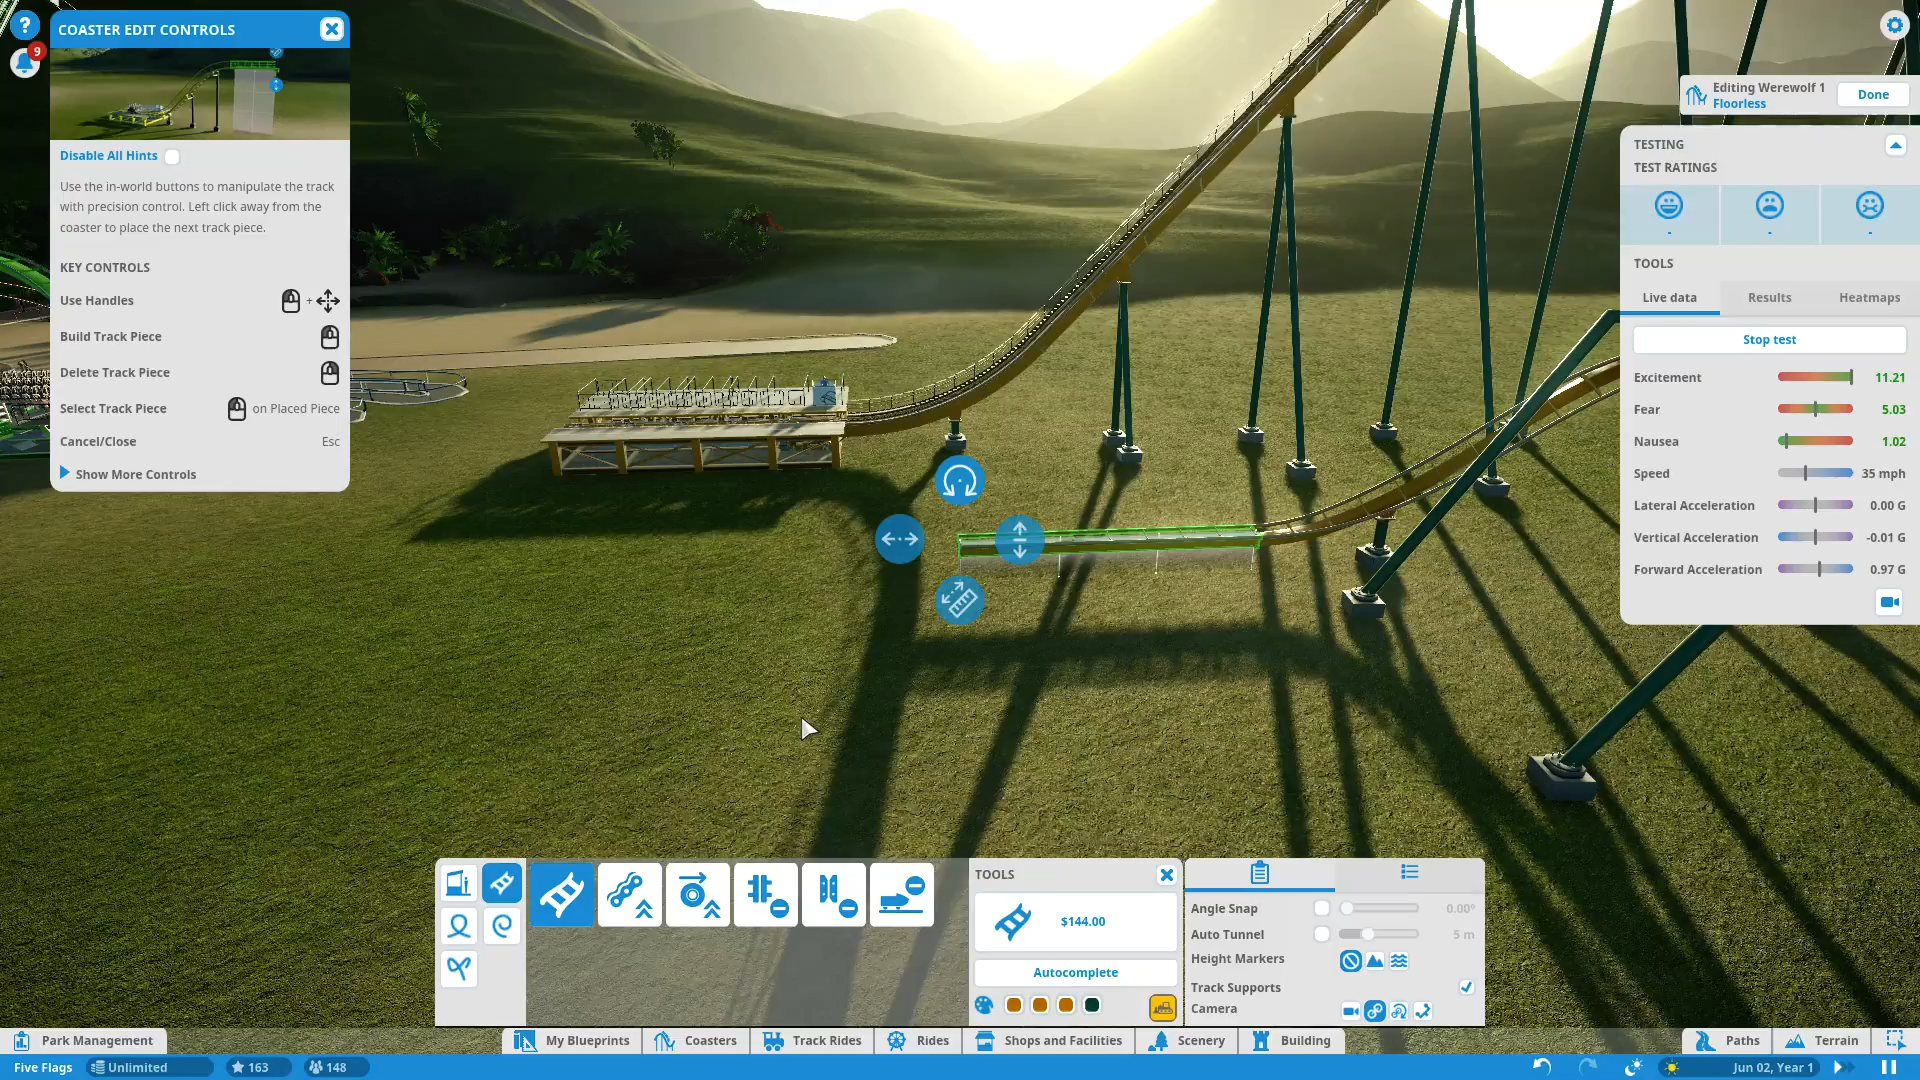 COASTER EDIT CONTROLS
9
Disable All Hints
Use the in-world buttons to manipulate the track
with precision control. Left click away from the
coaster to place the next track piece.
KEY CONTROLS
Use Handles
+
Build Track Piece
Delete Track Piece
Select Track Piece
on Placed Piece
Cancel/Close
Esc
Show More Controls
Editing Werewolf 1
Floorless
Done
TESTING
TEST RATINGS
- - -
TOOLS
Live data
Results
Heatmaps
Stop test
Excitement 11.21
Fear 5.03
Nausea 1.02
Speed 35 mph
Lateral Acceleration 0.00 G
Vertical Acceleration -0.01 G
Forward Acceleration 0.97 G
TOOLS
$144.00
Autocomplete
Angle Snap 0.00°
Auto Tunnel 5 m
Height Markers
Track Supports
Camera
Park Management
My Blueprints
Coasters
Track Rides
Rides
Shops and Facilities
Scenery
Building
Paths
Terrain
Five Flags
Unlimited
163
148
Jun 02, Year 1